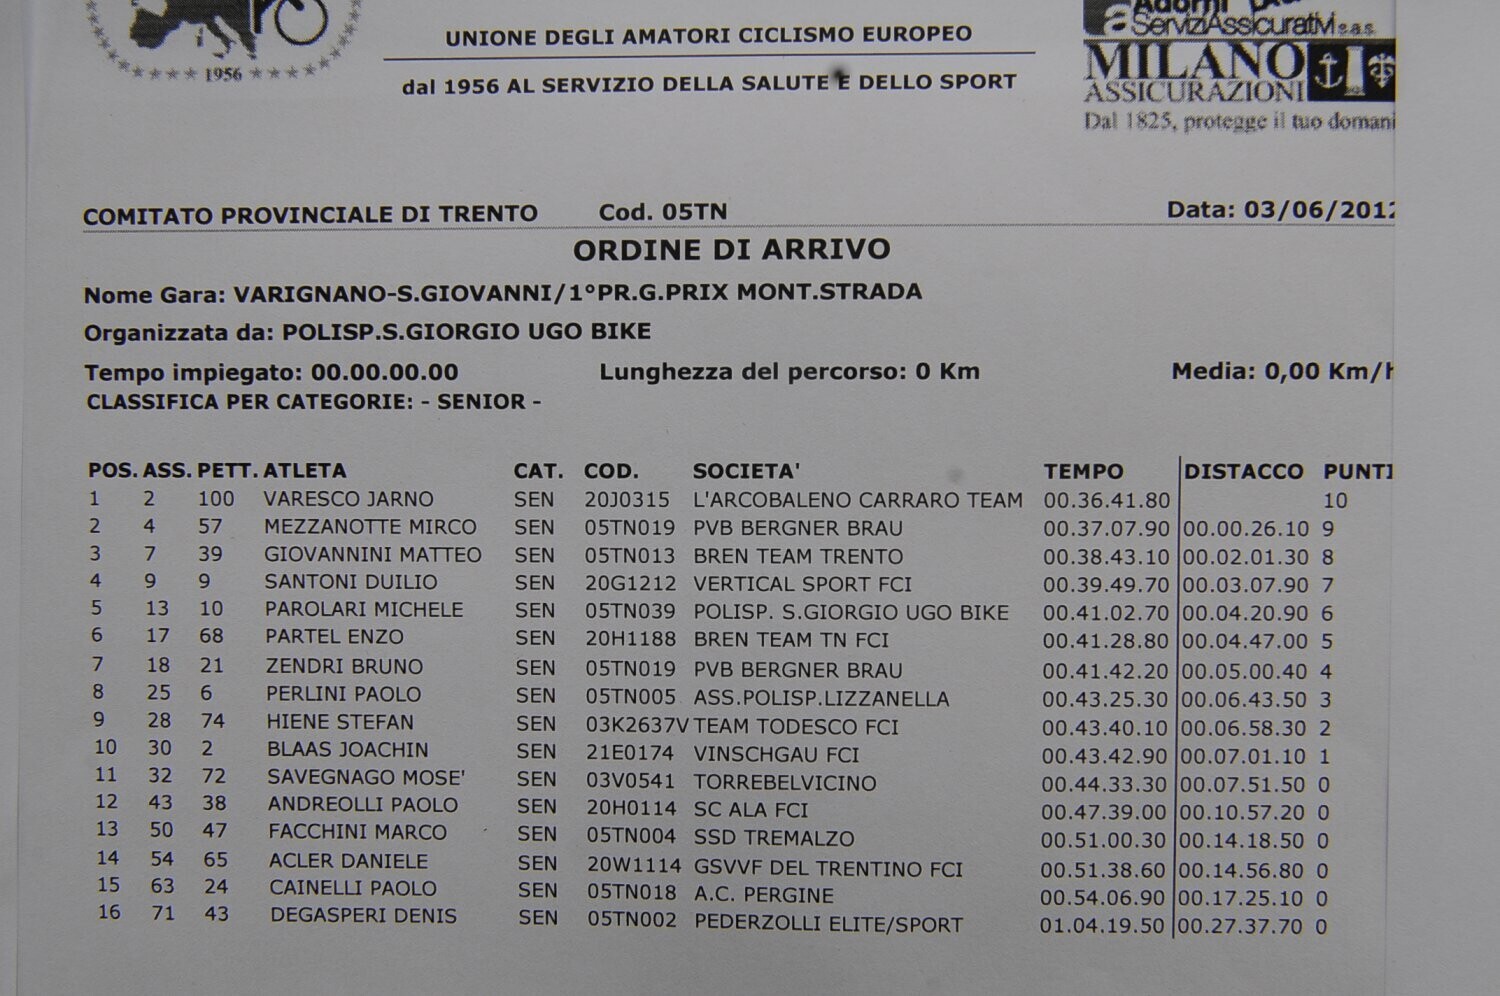 Adorni
ServiziAssicurativi s.a.s.
1956
UNIONE DEGLI AMATORI CICLISMO EUROPEO
dal 1956 AL SERVIZIO DELLA SALUTE E DELLO SPORT
MILANO
ASSICURAZIONI
Dal 1825, protegge il tuo domani
COMITATO PROVINCIALE DI TRENTO Cod. 05TN Data: 03/06/2012
ORDINE DI ARRIVO
Nome Gara: VARIGNANO-S.GIOVANNI/1°PR.G.PRIX MONT.STRADA
Organizzata da: POLISP.S.GIORGIO UGO BIKE
Tempo impiegato: 00.00.00.00 Lunghezza del percorso: 0 Km Media: 0,00 Km/h
CLASSIFICA PER CATEGORIE: - SENIOR -
POS. ASS. PETT. ATLETA CAT. COD. SOCIETA' TEMPO DISTACCO PUNTI
1 2 100 VARESCO JARNO SEN 20J0315 L'ARCOBALENO CARRARO TEAM 00.36.41.80 10
2 4 57 MEZZANOTTE MIRCO SEN 05TN019 PVB BERGNER BRAU 00.37.07.90 00.00.26.10 9
3 7 39 GIOVANNINI MATTEO SEN 05TN013 BREN TEAM TRENTO 00.38.43.10 00.02.01.30 8
4 9 9 SANTONI DUILIO SEN 20G1212 VERTICAL SPORT FCI 00.39.49.70 00.03.07.90 7
5 13 10 PAROLARI MICHELE SEN 05TN039 POLISP. S.GIORGIO UGO BIKE 00.41.02.70 00.04.20.90 6
6 17 68 PARTEL ENZO SEN 20H1188 BREN TEAM TN FCI 00.41.28.80 00.04.47.00 5
7 18 21 ZENDRI BRUNO SEN 05TN019 PVB BERGNER BRAU 00.41.42.20 00.05.00.40 4
8 25 6 PERLINI PAOLO SEN 05TN005 ASS.POLISP.LIZZANELLA 00.43.25.30 00.06.43.50 3
9 28 74 HIENE STEFAN SEN 03K2637V TEAM TODESCO FCI 00.43.40.10 00.06.58.30 2
10 30 2 BLAAS JOACHIN SEN 21E0174 VINSCHGAU FCI 00.43.42.90 00.07.01.10 1
11 32 72 SAVEGNAGO MOSE' SEN 03V0541 TORREBELVICINO 00.44.33.30 00.07.51.50 0
12 43 38 ANDREOLLI PAOLO SEN 20H0114 SC ALA FCI 00.47.39.00 00.10.57.20 0
13 50 47 FACCHINI MARCO SEN 05TN004 SSD TREMALZO 00.51.00.30 00.14.18.50 0
14 54 65 ACLER DANIELE SEN 20W1114 GSVVF DEL TRENTINO FCI 00.51.38.60 00.14.56.80 0
15 63 24 CAINELLI PAOLO SEN 05TN018 A.C. PERGINE 00.54.06.90 00.17.25.10 0
16 71 43 DEGASPERI DENIS SEN 05TN002 PEDERZOLLI ELITE/SPORT 01.04.19.50 00.27.37.70 0